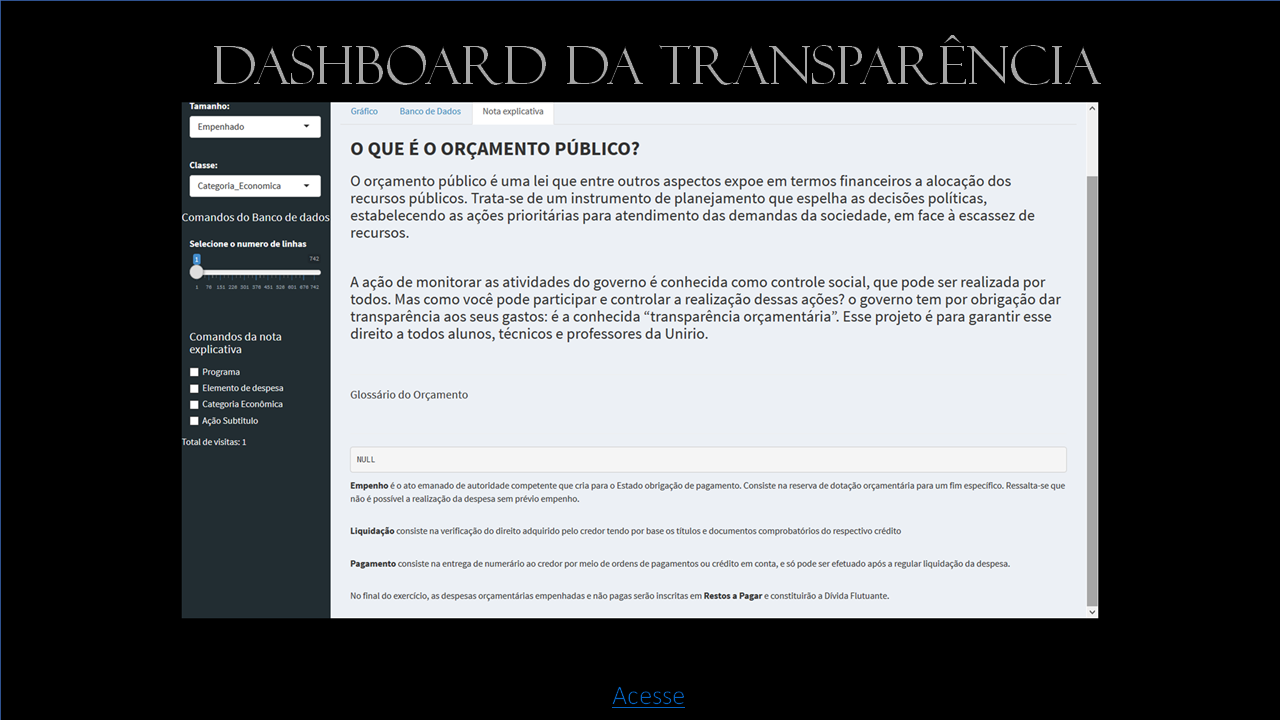 DASHBOARD DA TRANSPARÊNCIA
Tamanho:
Empenhado
Classe:
Categoria_Economica
Comandos do Banco de dados
Selecione o numero de linhas
1 742
1 76 151 226 301 376 451 526 601 676 742
Comandos da nota
explicativa
Programa
Elemento de despesa
Categoria Econômica
Ação Subtitulo
Total de visitas: 1
Gráfico Banco de Dados Nota explicativa
O QUE É O ORÇAMENTO PÚBLICO?
O orçamento público é uma lei que entre outros aspectos expoe em termos financeiros a alocação dos
recursos públicos. Trata-se de um instrumento de planejamento que espelha as decisões políticas,
estabelecendo as ações prioritárias para atendimento das demandas da sociedade, em face à escassez de
recursos.
A ação de monitorar as atividades do governo é conhecida como controle social, que pode ser realizada por
todos. Mas como você pode participar e controlar a realização dessas ações? o governo tem por obrigação dar
transparência aos seus gastos: é a conhecida “transparência orçamentária”. Esse projeto é para garantir esse
direito a todos alunos, técnicos e professores da Unirio.
Glossário do Orçamento
NULL
Empenho é o ato emanado de autoridade competente que cria para o Estado obrigação de pagamento. Consiste na reserva de dotação orçamentária para um fim específico. Ressalta-se que
não é possível a realização da despesa sem prévio empenho.
Liquidação consiste na verificação do direito adquirido pelo credor tendo por base os títulos e documentos comprobatórios do respectivo crédito
Pagamento consiste na entrega de numerário ao credor por meio de ordens de pagamentos ou crédito em conta, e só pode ser efetuado após a regular liquidação da despesa.
No final do exercício, as despesas orçamentárias empenhadas e não pagas serão inscritas em Restos a Pagar e constituirão a Dívida Flutuante.
Acesse